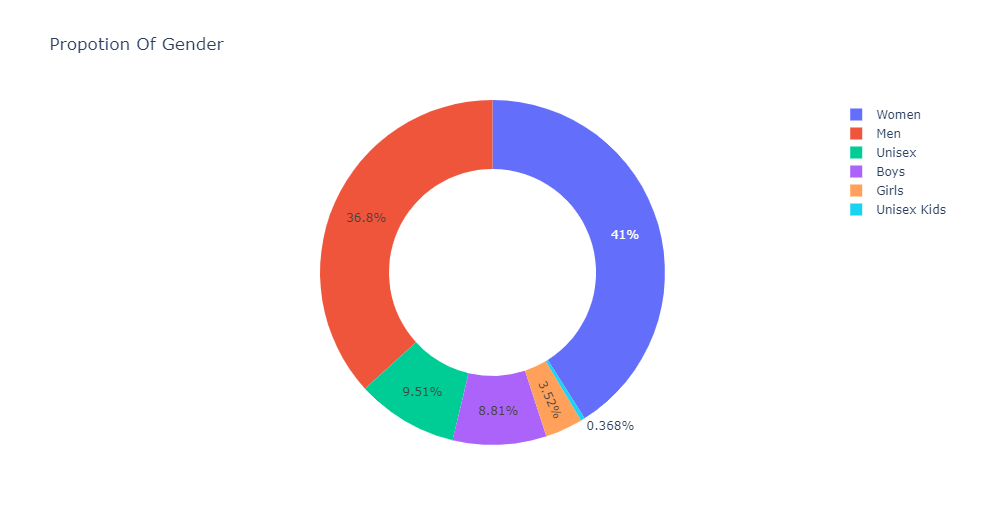 Propotion Of Gender
Women
Men
Unisex
Boys
Girls
Unisex Kids
36.8%
41%
9.51%
8.81%
3.52%
0.368%